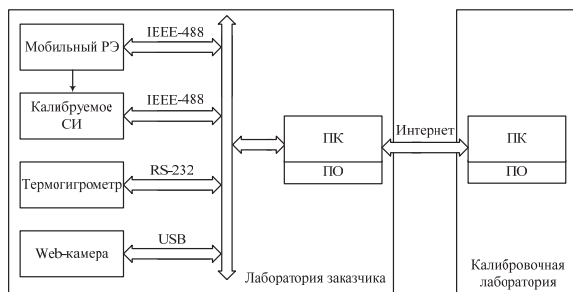 Мобильный РЭ
IEEE-488
Калибруемое
СИ
IEEE-488
Термогигрометр
RS-232
Web-камера
USB
ПК
ПО
Интернет
ПК
ПО
Лаборатория заказчика
Калибровочная
лаборатория